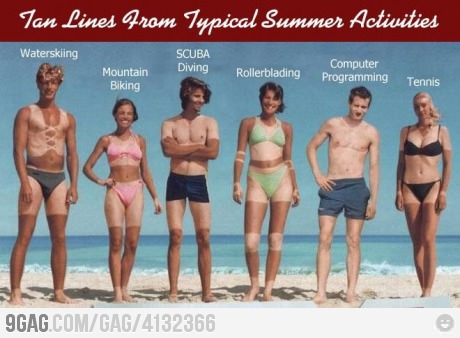 Tan Lines From Typical Summer Activities
Waterskiing
Mountain
Biking
SCUBA
Diving
Rollerblading
Computer
Programming
Tennis
9GAG.COM/GAG/4132366